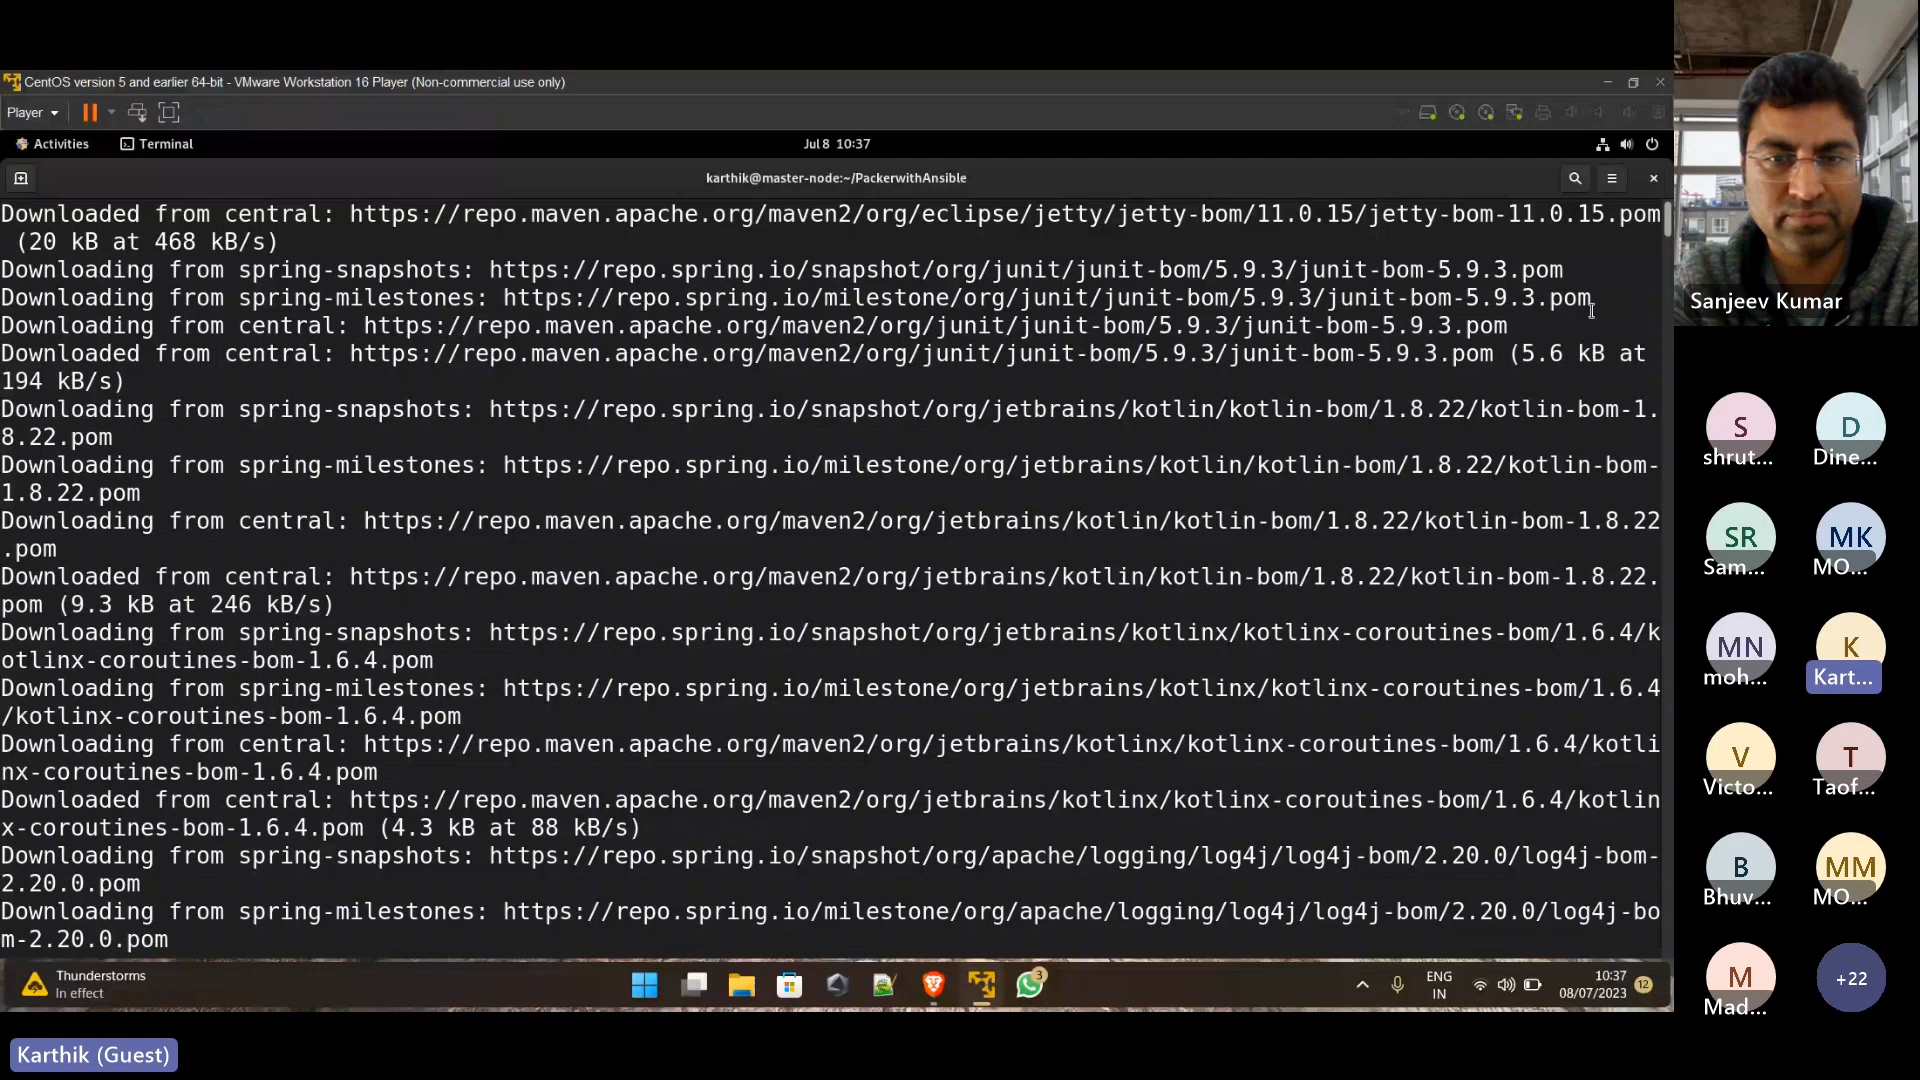 CentOS version 5 and earlier 64-bit - VMware Workstation 16 Player (Non-commercial use only)
Player
Activities
Terminal
Jul 8 10:37
karthik@master-node:~/PackerwithAnsible
Downloaded from central: https://repo.maven.apache.org/maven2/org/eclipse/jetty/jetty-bom/11.0.15/jetty-bom-11.0.15.pom
(20 kB at 468 kB/s)
Downloading from spring-snapshots: https://repo.spring.io/snapshot/org/junit/junit-bom/5.9.3/junit-bom-5.9.3.pom
Downloading from spring-milestones: https://repo.spring.io/milestone/org/junit/junit-bom/5.9.3/junit-bom-5.9.3.pom
Downloading from central: https://repo.maven.apache.org/maven2/org/junit/junit-bom/5.9.3/junit-bom-5.9.3.pom
Downloaded from central: https://repo.maven.apache.org/maven2/org/junit/junit-bom/5.9.3/junit-bom-5.9.3.pom (5.6 kB at
194 kB/s)
Downloading from spring-snapshots: https://repo.spring.io/snapshot/org/jetbrains/kotlin/kotlin-bom/1.8.22/kotlin-bom-1.
8.22.pom
Downloading from spring-milestones: https://repo.spring.io/milestone/org/jetbrains/kotlin/kotlin-bom/1.8.22/kotlin-bom-
1.8.22.pom
Downloading from central: https://repo.maven.apache.org/maven2/org/jetbrains/kotlin/kotlin-bom/1.8.22/kotlin-bom-1.8.22
.pom
Downloaded from central: https://repo.maven.apache.org/maven2/org/jetbrains/kotlin/kotlin-bom/1.8.22/kotlin-bom-1.8.22.
pom (9.3 kB at 246 kB/s)
Downloading from spring-snapshots: https://repo.spring.io/snapshot/org/jetbrains/kotlinx/kotlinx-coroutines-bom/1.6.4/k
otlinx-coroutines-bom-1.6.4.pom
Downloading from spring-milestones: https://repo.spring.io/milestone/org/jetbrains/kotlinx/kotlinx-coroutines-bom/1.6.4
/kotlinx-coroutines-bom-1.6.4.pom
Downloading from central: https://repo.maven.apache.org/maven2/org/jetbrains/kotlinx/kotlinx-coroutines-bom/1.6.4/kotli
nx-coroutines-bom-1.6.4.pom
Downloaded from central: https://repo.maven.apache.org/maven2/org/jetbrains/kotlinx/kotlinx-coroutines-bom/1.6.4/kotlin
x-coroutines-bom-1.6.4.pom (4.3 kB at 88 kB/s)
Downloading from spring-snapshots: https://repo.spring.io/snapshot/org/apache/logging/log4j/log4j-bom/2.20.0/log4j-bom-
2.20.0.pom
Downloading from spring-milestones: https://repo.spring.io/milestone/org/apache/logging/log4j/log4j-bom/2.20.0/log4j-bo
m-2.20.0.pom
Thunderstorms
In effect
3
ENG
IN
10:37
08/07/2023
12
Karthik (Guest)
Sanjeev Kumar
S
shrut...
D
Dine...
SR
Sam...
MK
MO...
MN
moh...
K
Kart...
V
Victo...
T
Taof...
B
Bhuv...
MM
MO...
M
Mad...
+22